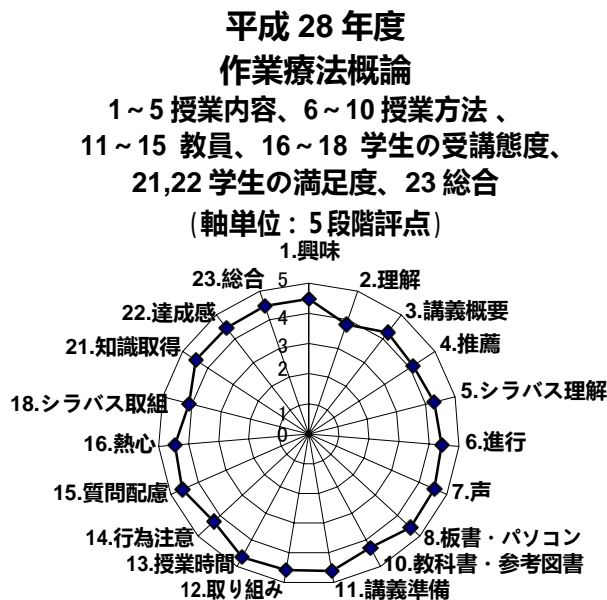 平成 28 年度
作業療法概論
1～5 授業内容、6～10 授業方法 、
11～15 教員、16～18 学生の受講態度、
21,22 学生の満足度、23 総合
(軸単位：5段階評点)
1.興味
2.理解
3.講義概要
4.推薦
5.シラバス理解
6.進行
7.声
8.板書・パソコン
10.教科書・参考図書
11.講義準備
12.取り組み
13.授業時間
14.行為注意
15.質問配慮
16.熱心
18.シラバス取組
21.知識取得
22.達成感
23.総合
5
4
3
2
1
0